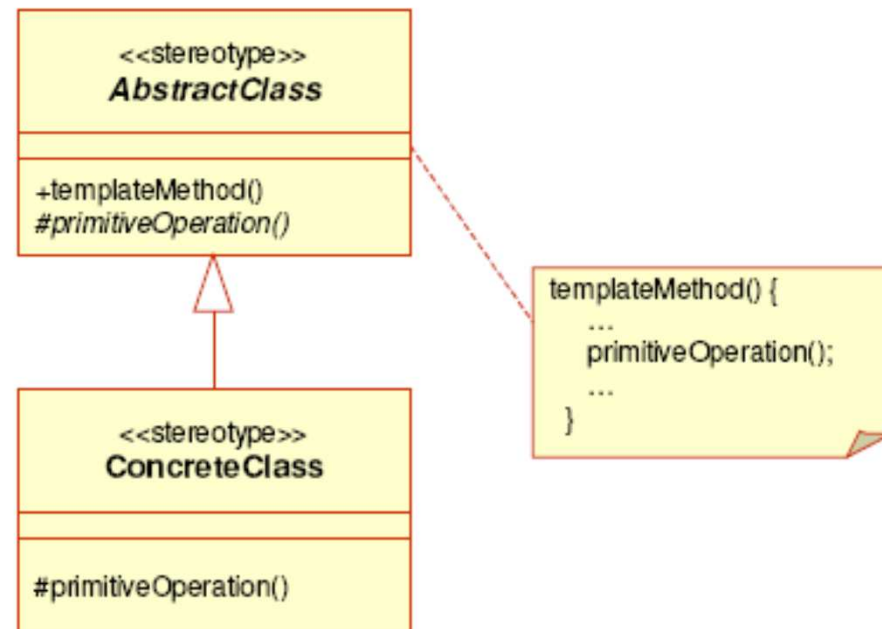 <<stereotype>>
AbstractClass
+templateMethod()
#primitiveOperation()
templateMethod() {
...
primitiveOperation();
...
}
<<stereotype>>
ConcreteClass
#primitiveOperation()